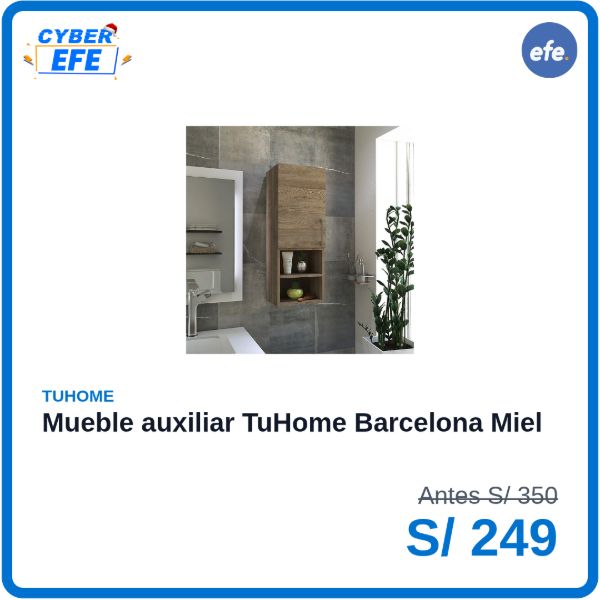 CYBER
EFE
efe.
TUHOME
Mueble auxiliar TuHome Barcelona Miel
Antes S/ 350
S/ 249